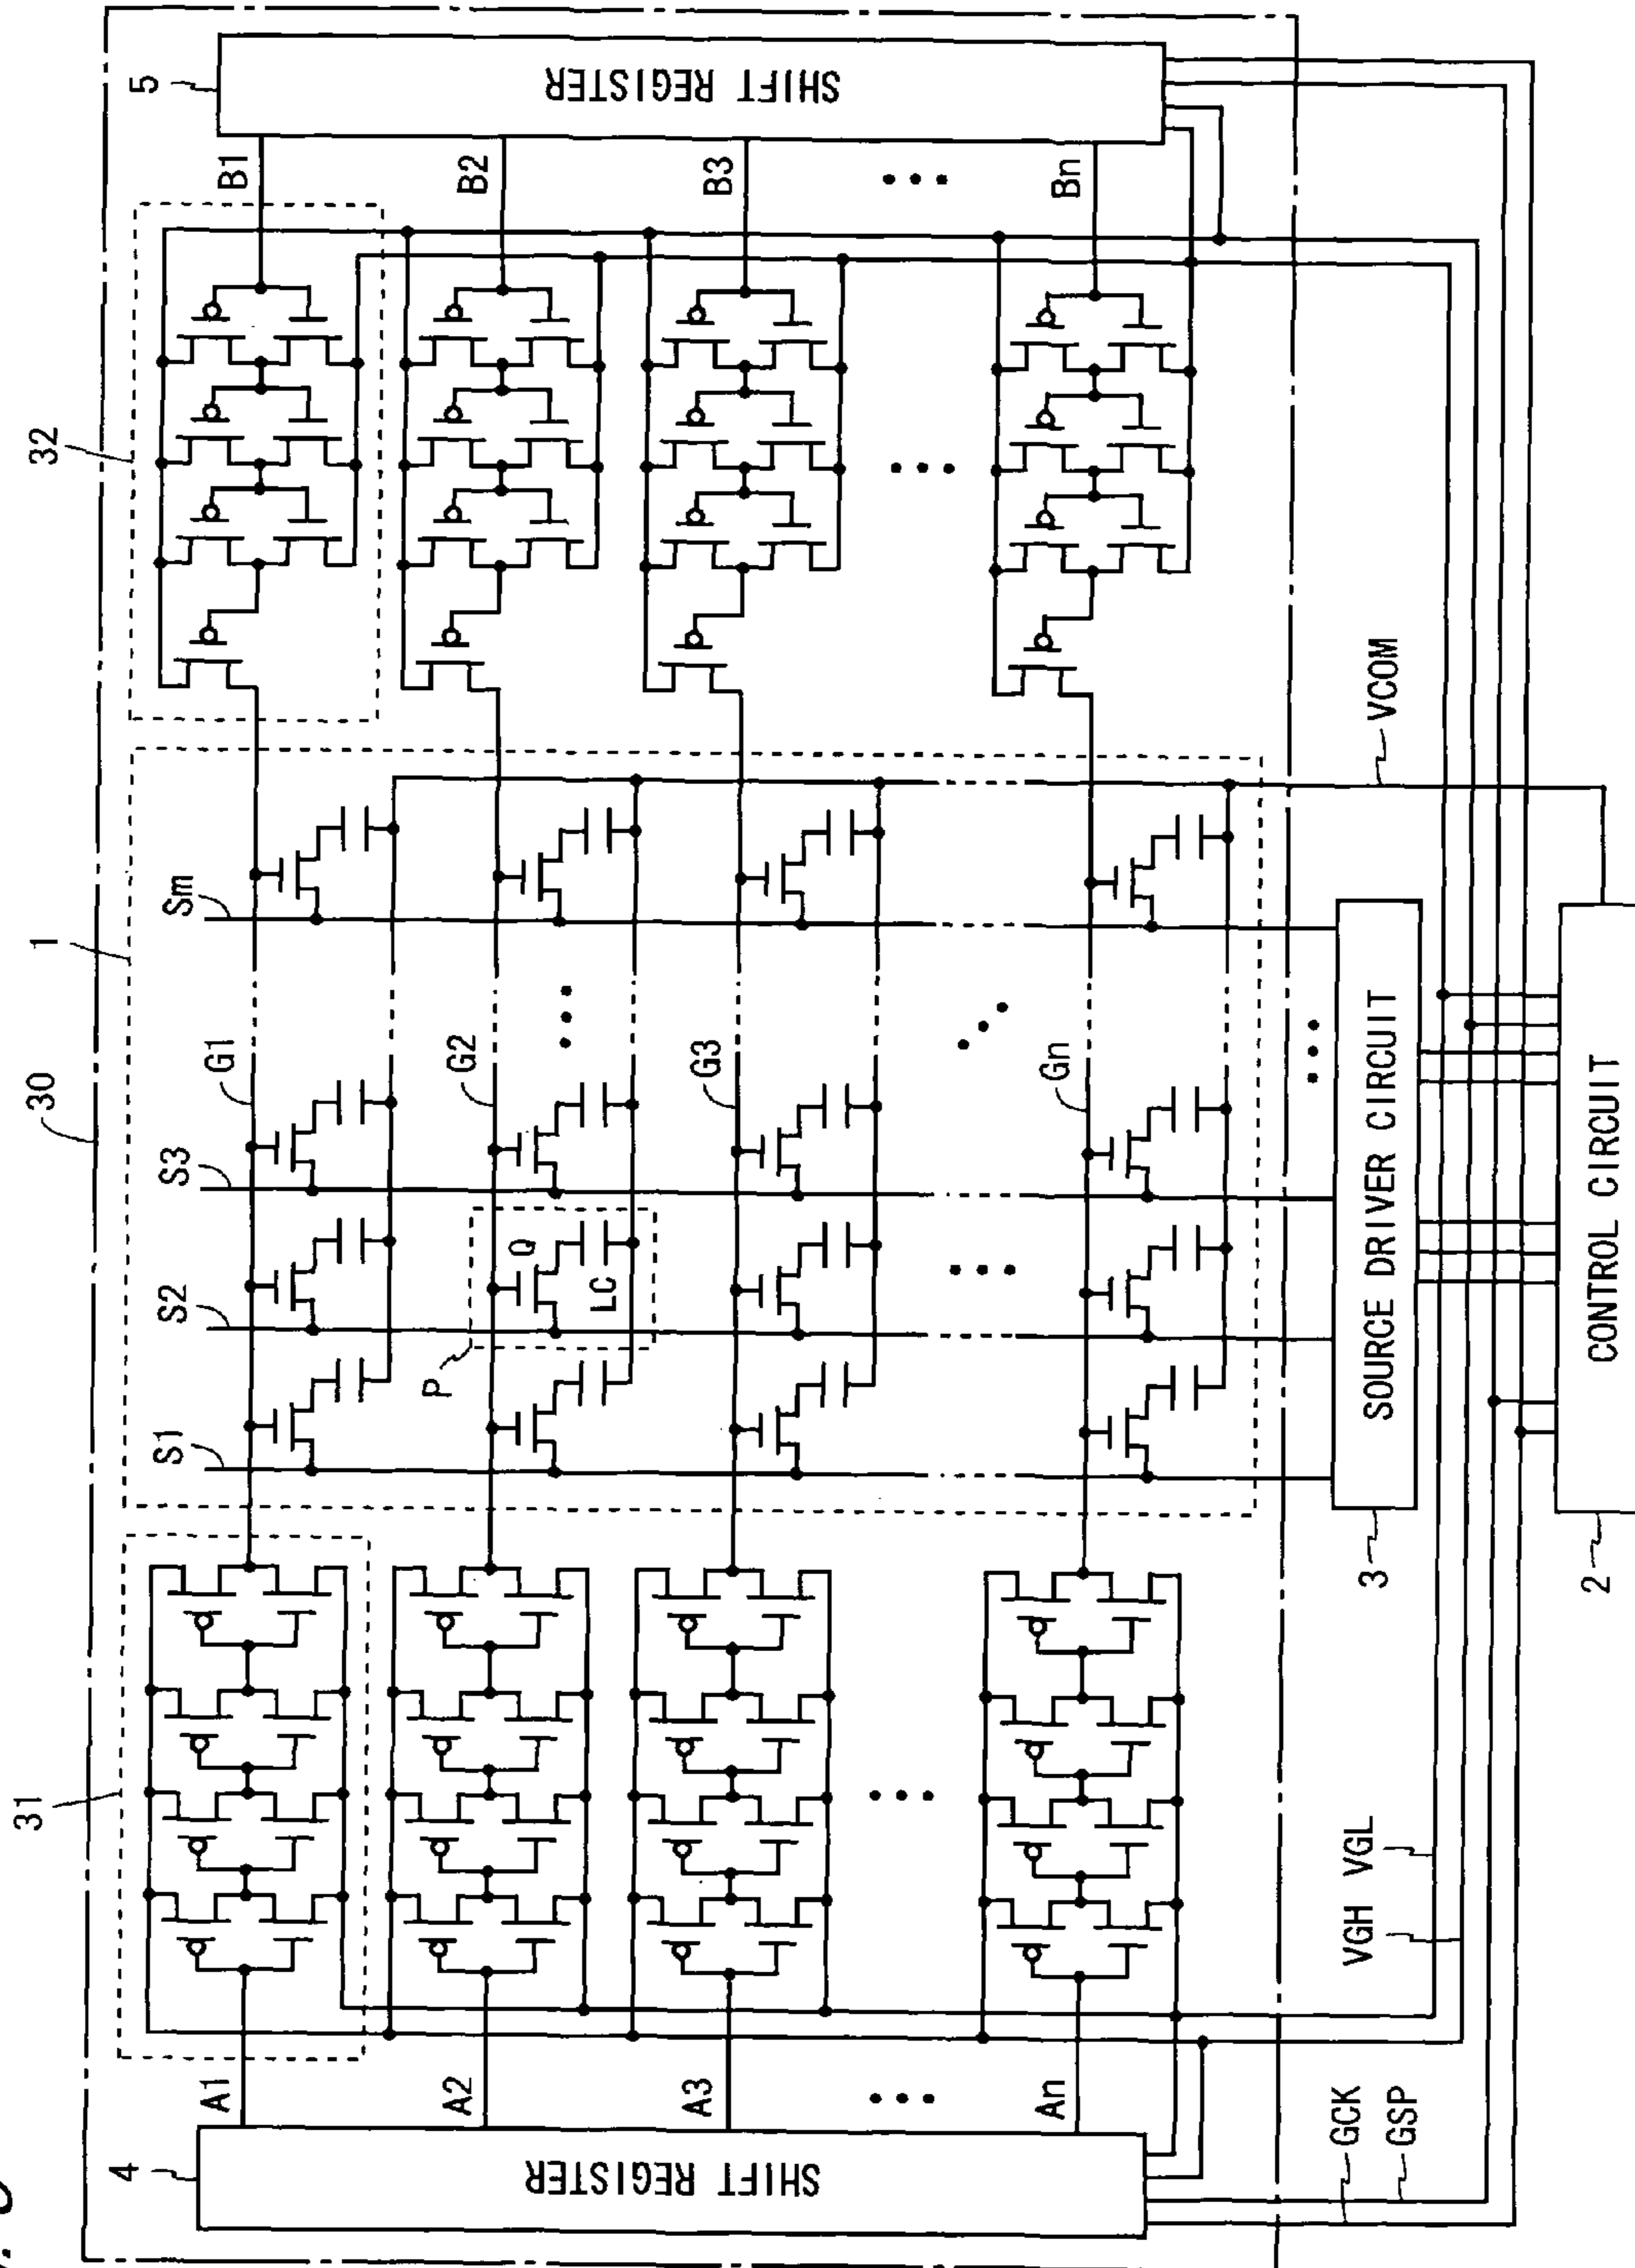 30
31
1
32
4
SHIFT REGISTER
5
SHIFT REGISTER
A1
A2
A3
An
S1
S2
S3
Sm
G1
G2
G3
Gn
P
Q
LC
B1
B2
B3
Bn
GCK
GSP
VGH
VGL
VCOM
3
SOURCE DRIVER CIRCUIT
2
CONTROL CIRCUIT